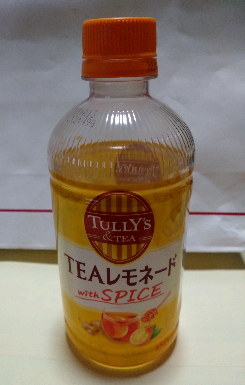 TULLY'S
& TEA
TEAレモネード
with SPICE